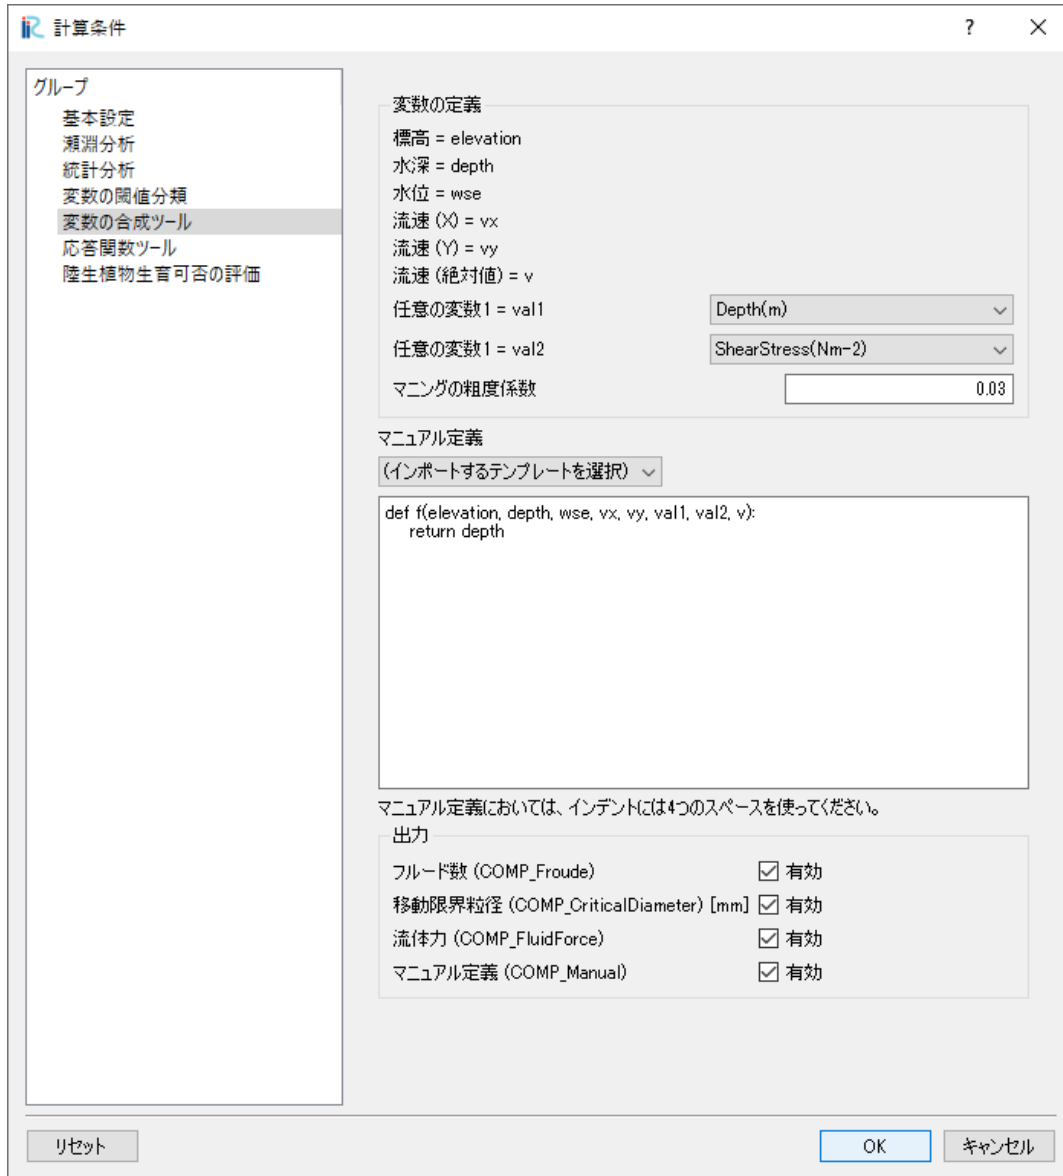 計算条件
?
グループ
基本設定
瀬淵分析
統計分析
変数の閾値分類
変数の合成ツール
応答関数ツール
陸生植物生育可否の評価
変数の定義
標高 = elevation
水深 = depth
水位 = wse
流速 (X) = vx
流速 (Y) = vy
流速 (絶対値) = v
任意の変数1 = val1 Depth(m)
任意の変数1 = val2 ShearStress(Nm-2)
マニングの粗度係数 0.03
マニュアル定義
(インポートするテンプレートを選択)
def f(elevation, depth, wse, vx, vy, val1, val2, v):
    return depth
マニュアル定義においては、インデントには4つのスペースを使ってください。
出力
フルード数 (COMP_Froude) 有効
移動限界粒径 (COMP_CriticalDiameter) [mm] 有効
流体力 (COMP_FluidForce) 有効
マニュアル定義 (COMP_Manual) 有効
リセット OK キャンセル